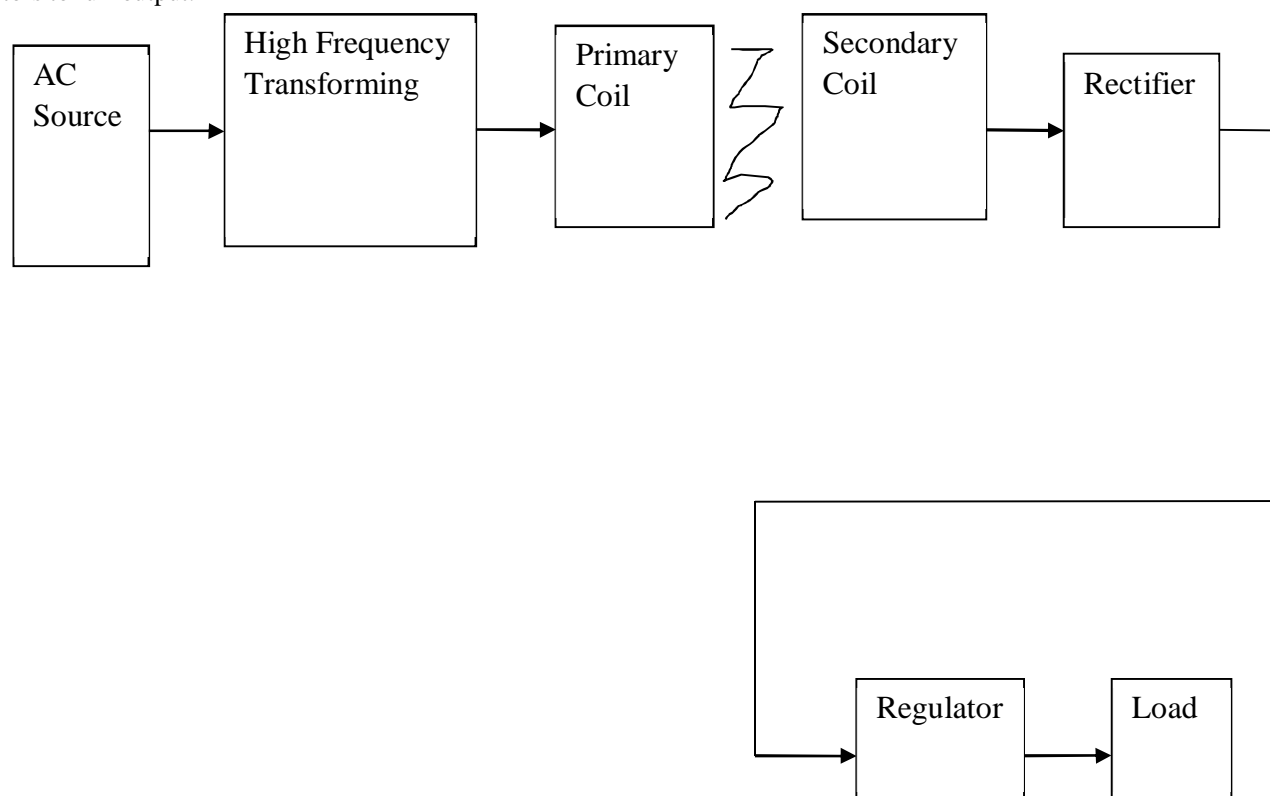 AC
Source
High Frequency
Transforming
Primary
Coil
Secondary
Coil
Rectifier
Regulator
Load